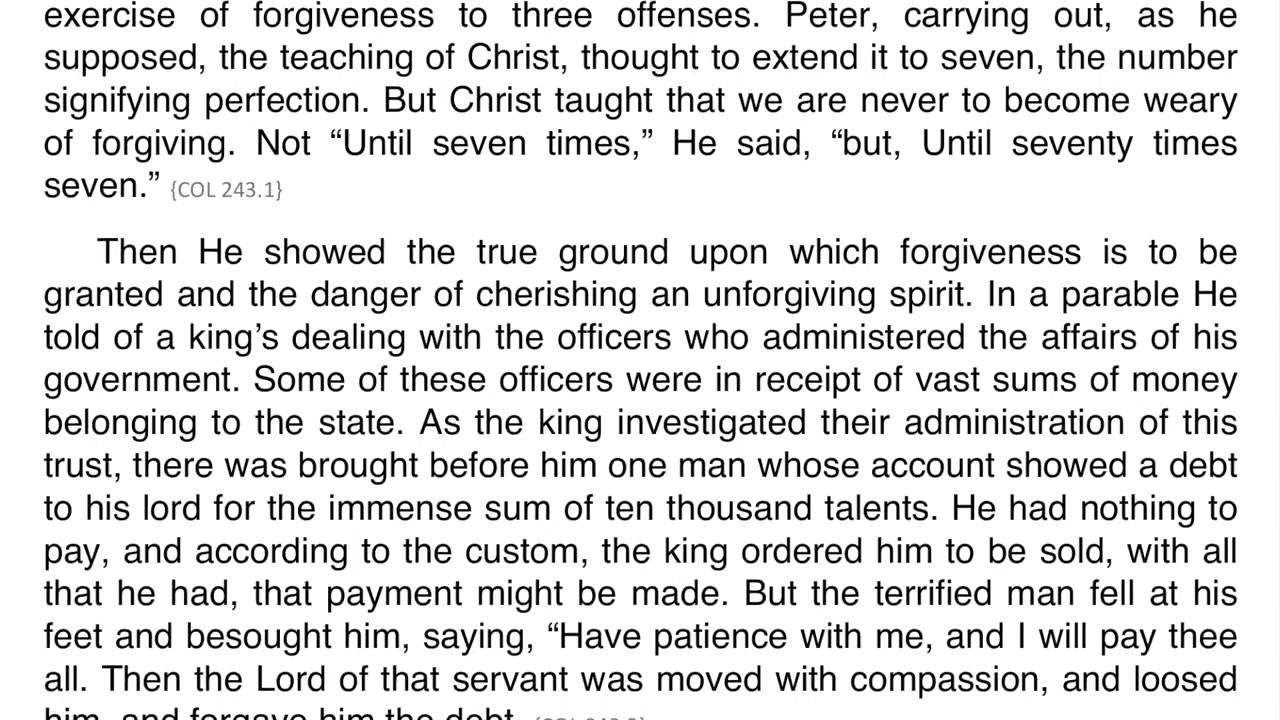 exercise of forgiveness to three offenses. Peter, carrying out, as he
supposed, the teaching of Christ, thought to extend it to seven, the number
signifying perfection. But Christ taught that we are never to become weary
of forgiving. Not “Until seven times,” He said, “but, Until seventy times
seven.” {COL 243.1}
Then He showed the true ground upon which forgiveness is to be
granted and the danger of cherishing an unforgiving spirit. In a parable He
told of a king’s dealing with the officers who administered the affairs of his
government. Some of these officers were in receipt of vast sums of money
belonging to the state. As the king investigated their administration of this
trust, there was brought before him one man whose account showed a debt
to his lord for the immense sum of ten thousand talents. He had nothing to
pay, and according to the custom, the king ordered him to be sold, with all
that he had, that payment might be made. But the terrified man fell at his
feet and besought him, saying, “Have patience with me, and I will pay thee
all. Then the Lord of that servant was moved with compassion, and loosed
him, and forgave him the debt.